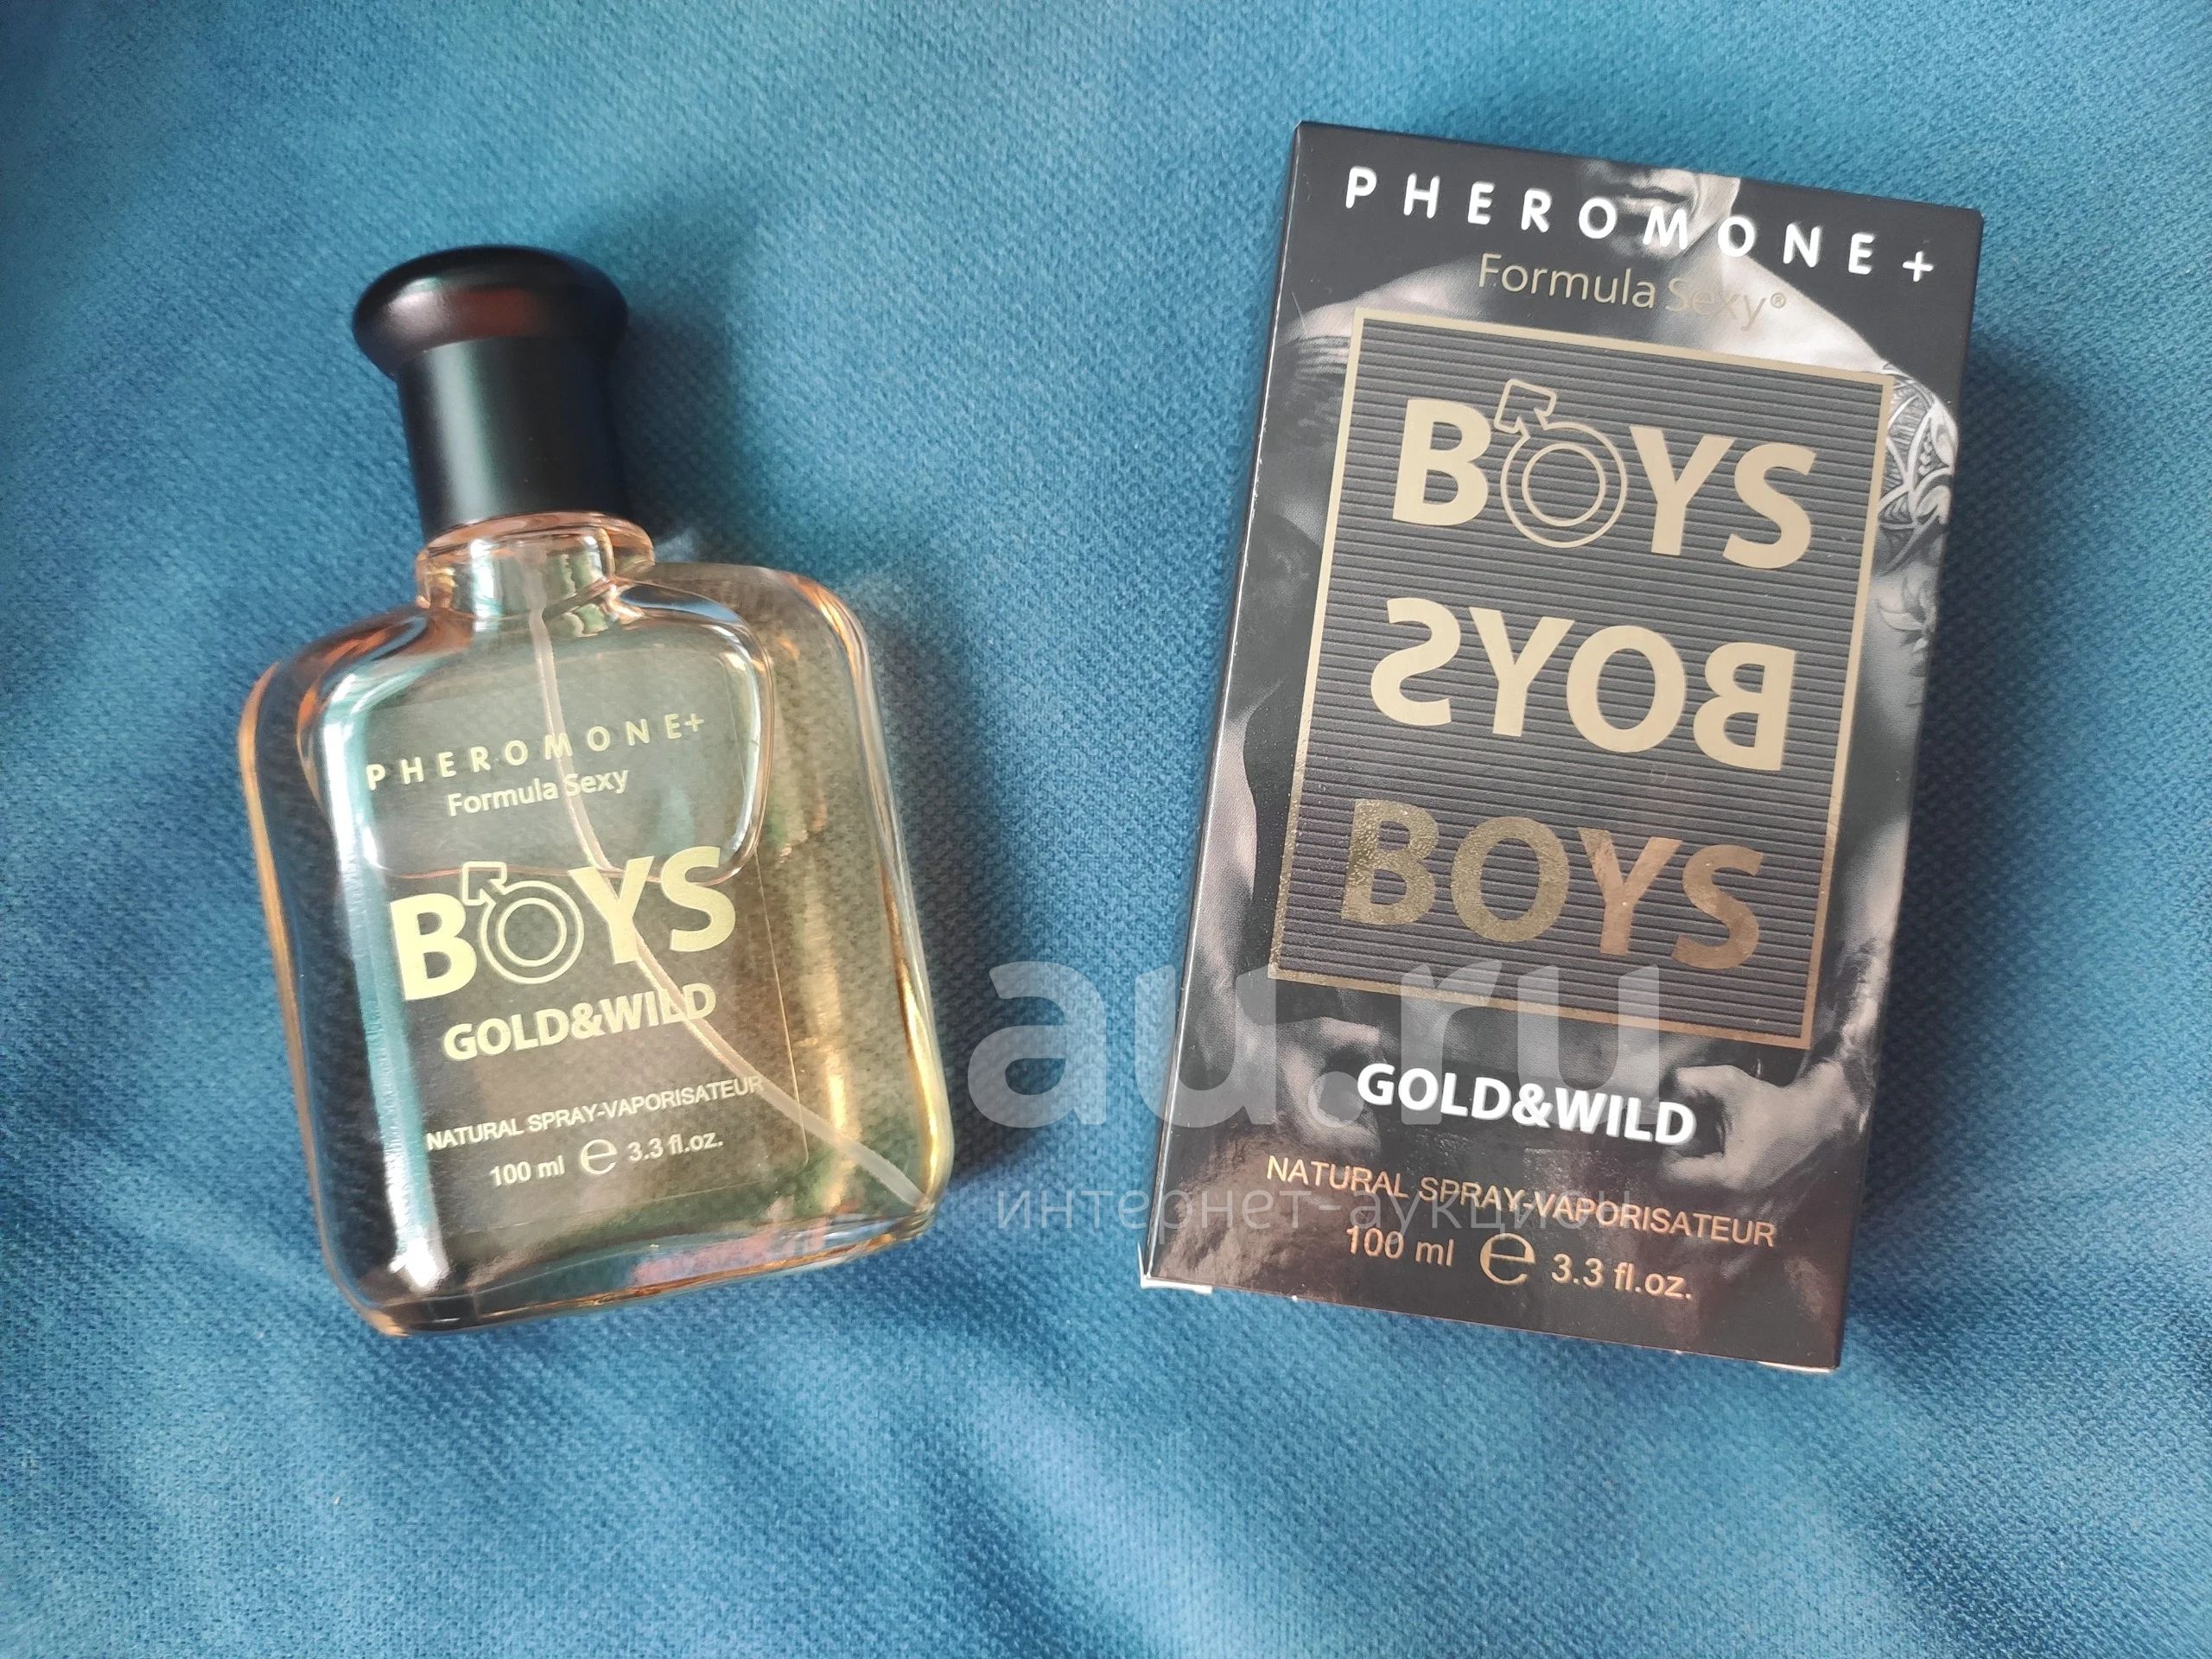 PHEROMONE+
Formula Sexy
BOYS
GOLD&WILD
NATURAL SPRAY-VAPORISATEUR
100 ml e 3.3 fl.oz.
PHEROMONE+
Formula Sexy®
BOYS
BOYS
BOYS
GOLD&WILD
NATURAL SPRAY-VAPORISATEUR
100 ml e 3.3 fl.oz.
au.ru
интернет-аукцион